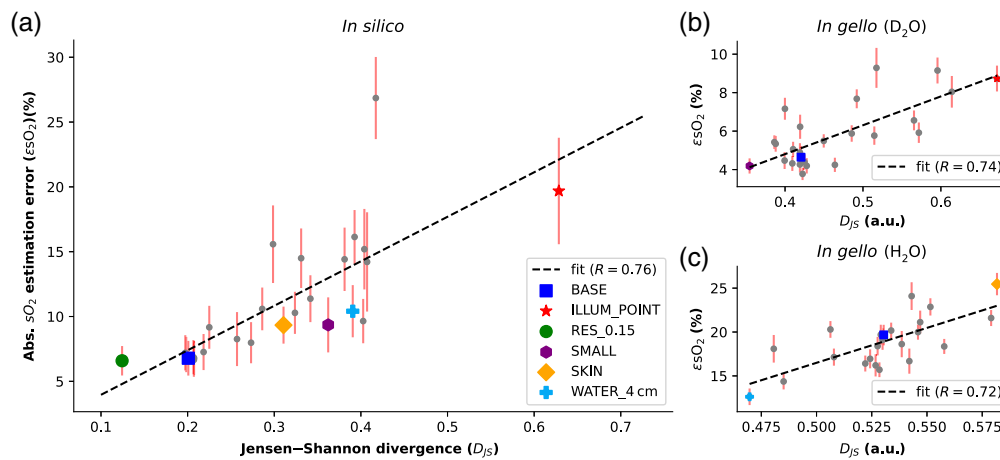 (a)
In silico
Abs. sO2 estimation error (εsO2)(%)
30
25
20
15
10
5
fit (R = 0.76)
BASE
ILLUM_POINT
RES_0.15
SMALL
SKIN
WATER_4 cm
0.1 0.2 0.3 0.4 0.5 0.6 0.7
Jensen−Shannon divergence (DJS)
(b)
In gello (D2O)
εsO2 (%)
10
8
6
4
fit (R = 0.74)
0.4 0.5 0.6
DJS (a.u.)
(c)
In gello (H2O)
εsO2 (%)
25
20
15
fit (R = 0.72)
0.475 0.500 0.525 0.550 0.575
DJS (a.u.)